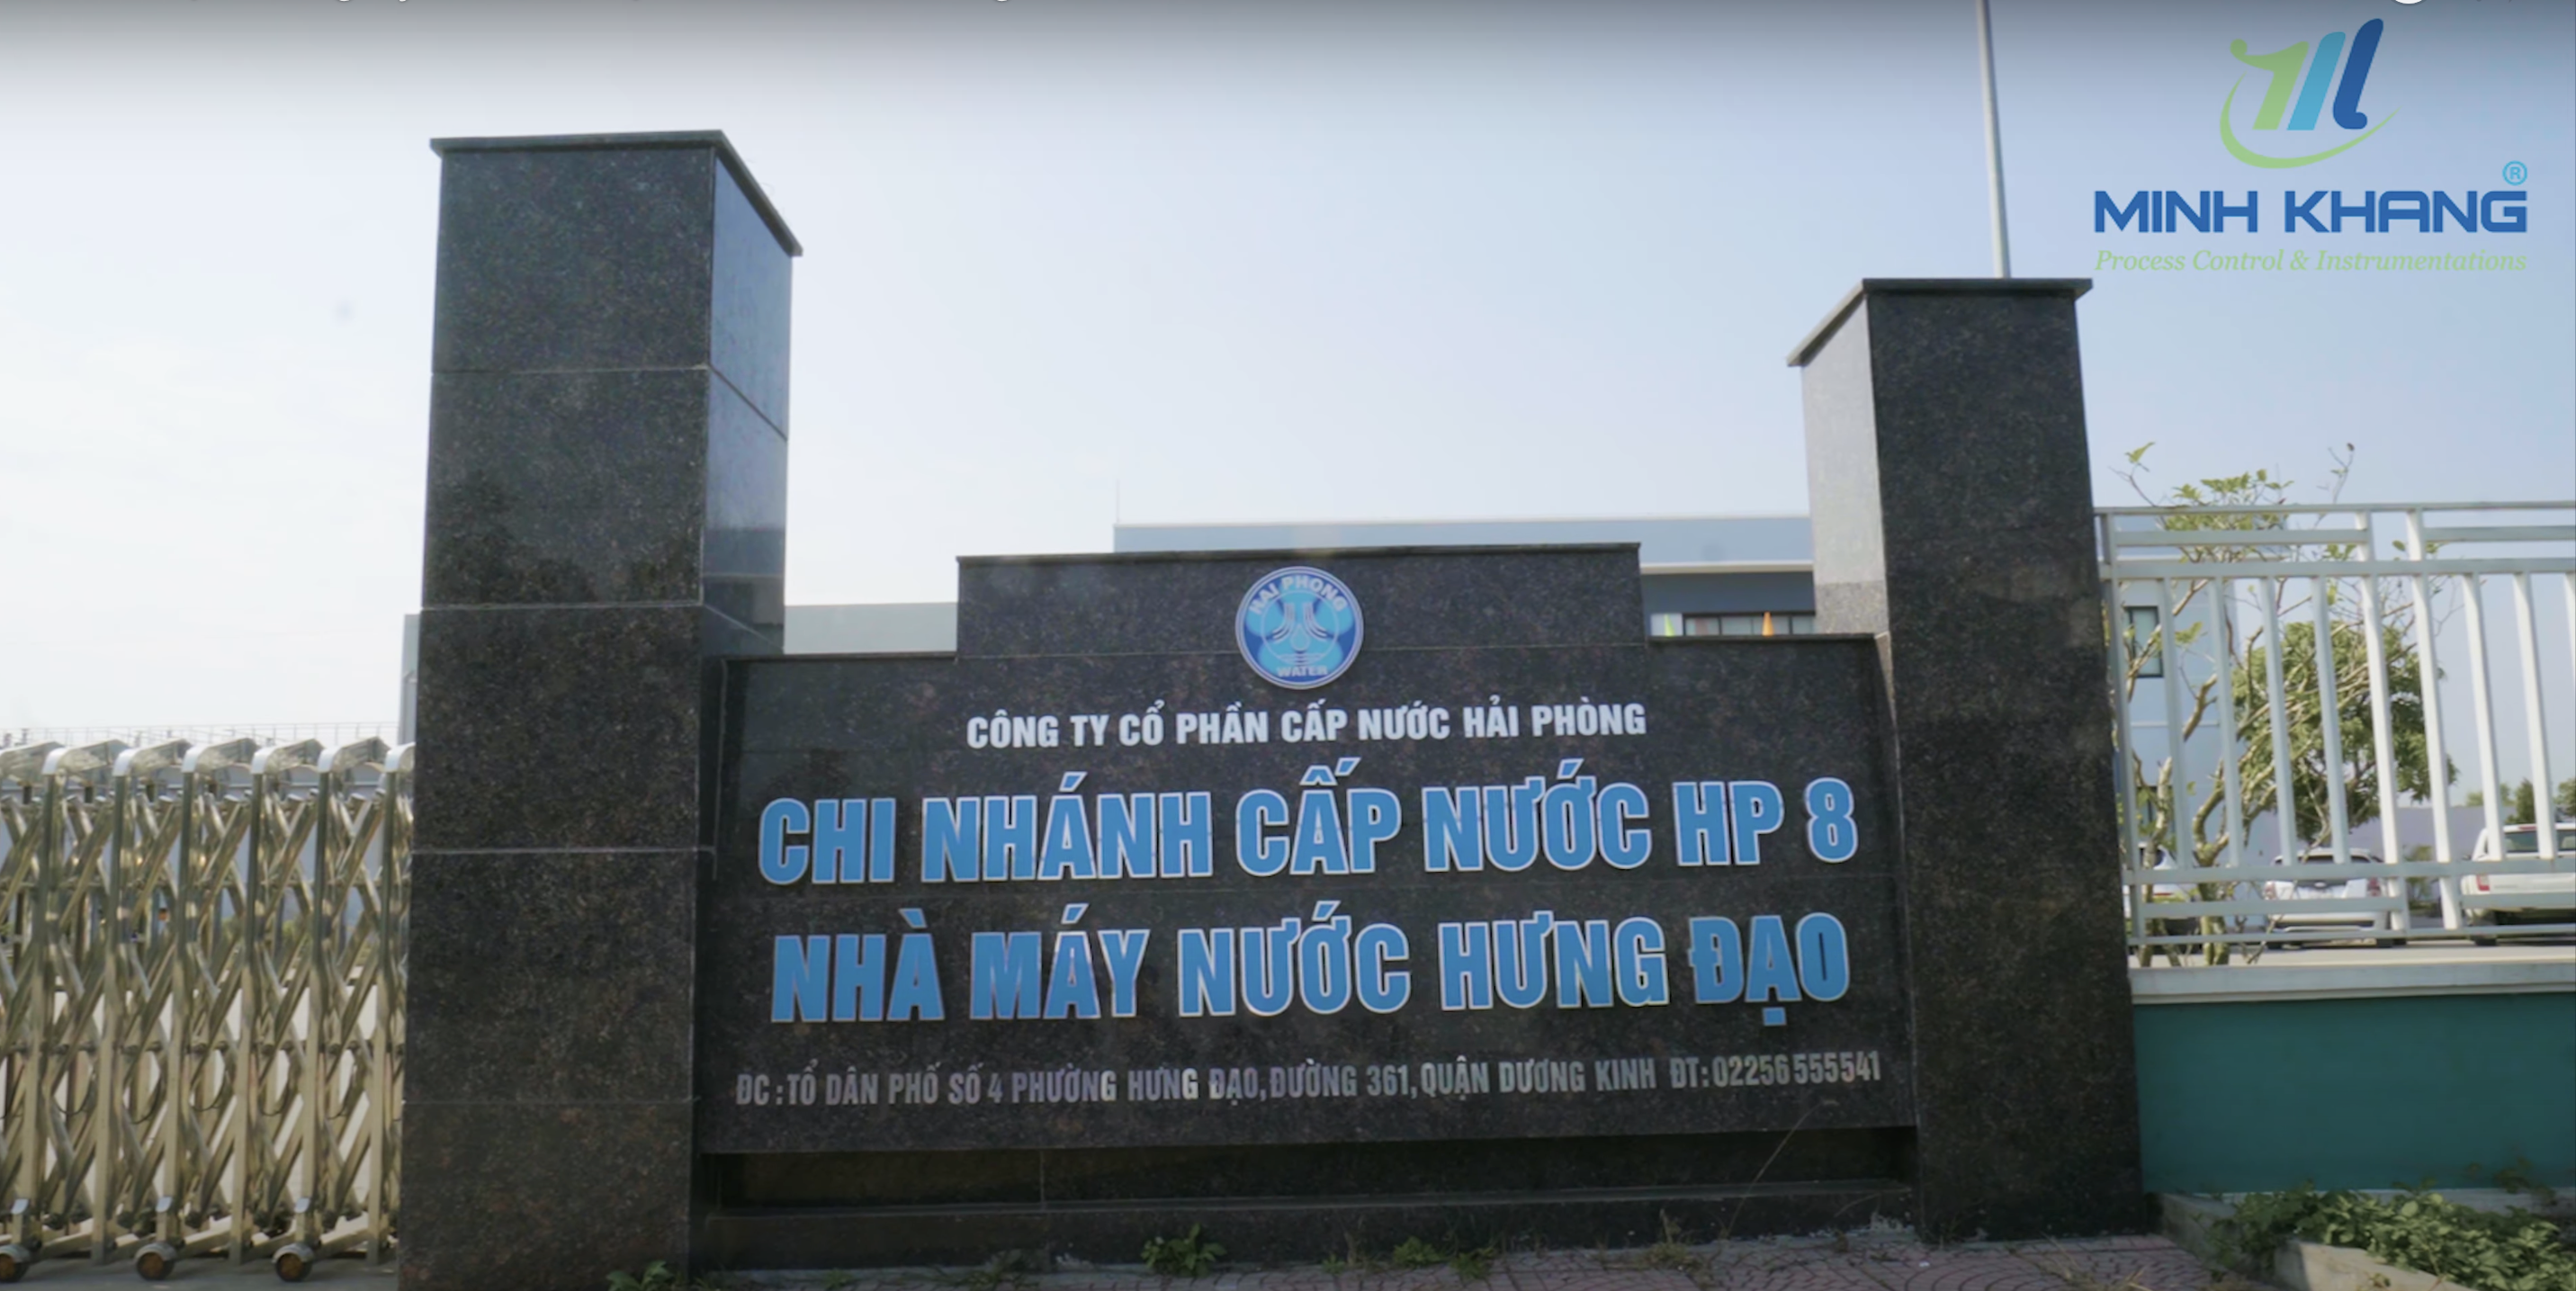 MINH KHANG®
Process Control & Instrumentations
HAI PHONG
WATER
CÔNG TY CỔ PHẦN CẤP NƯỚC HẢI PHÒNG
CHI NHÁNH CẤP NƯỚC HP 8
NHÀ MÁY NƯỚC HƯNG ĐẠO
ĐC : TỔ DÂN PHỐ SỐ 4 PHƯỜNG HƯNG ĐẠO, ĐƯỜNG 361, QUẬN DƯƠNG KINH ĐT: 02256555541